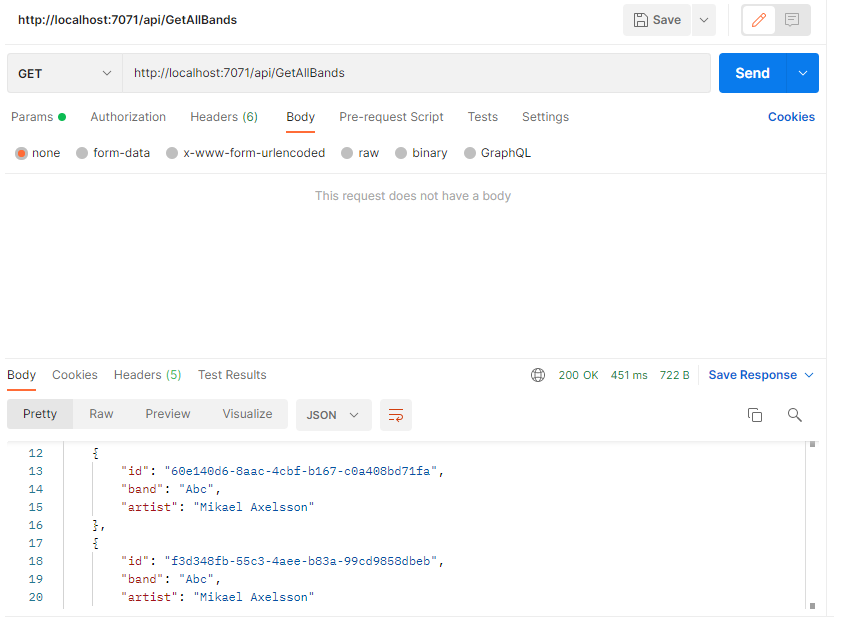 http://localhost:7071/api/GetAllBands Save
GET http://localhost:7071/api/GetAllBands Send
Params Authorization Headers (6) Body Pre-request Script Tests Settings Cookies
none form-data x-www-form-urlencoded raw binary GraphQL
This request does not have a body
Body Cookies Headers (5) Test Results 200 OK 451 ms 722 B Save Response
Pretty Raw Preview Visualize JSON
12 {
13 "id": "60e140d6-8aac-4cbf-b167-c0a408bd71fa",
14 "band": "Abc",
15 "artist": "Mikael Axelsson"
16 },
17 {
18 "id": "f3d348fb-55c3-4aee-b83a-99cd9858dbeb",
19 "band": "Abc",
20 "artist": "Mikael Axelsson"